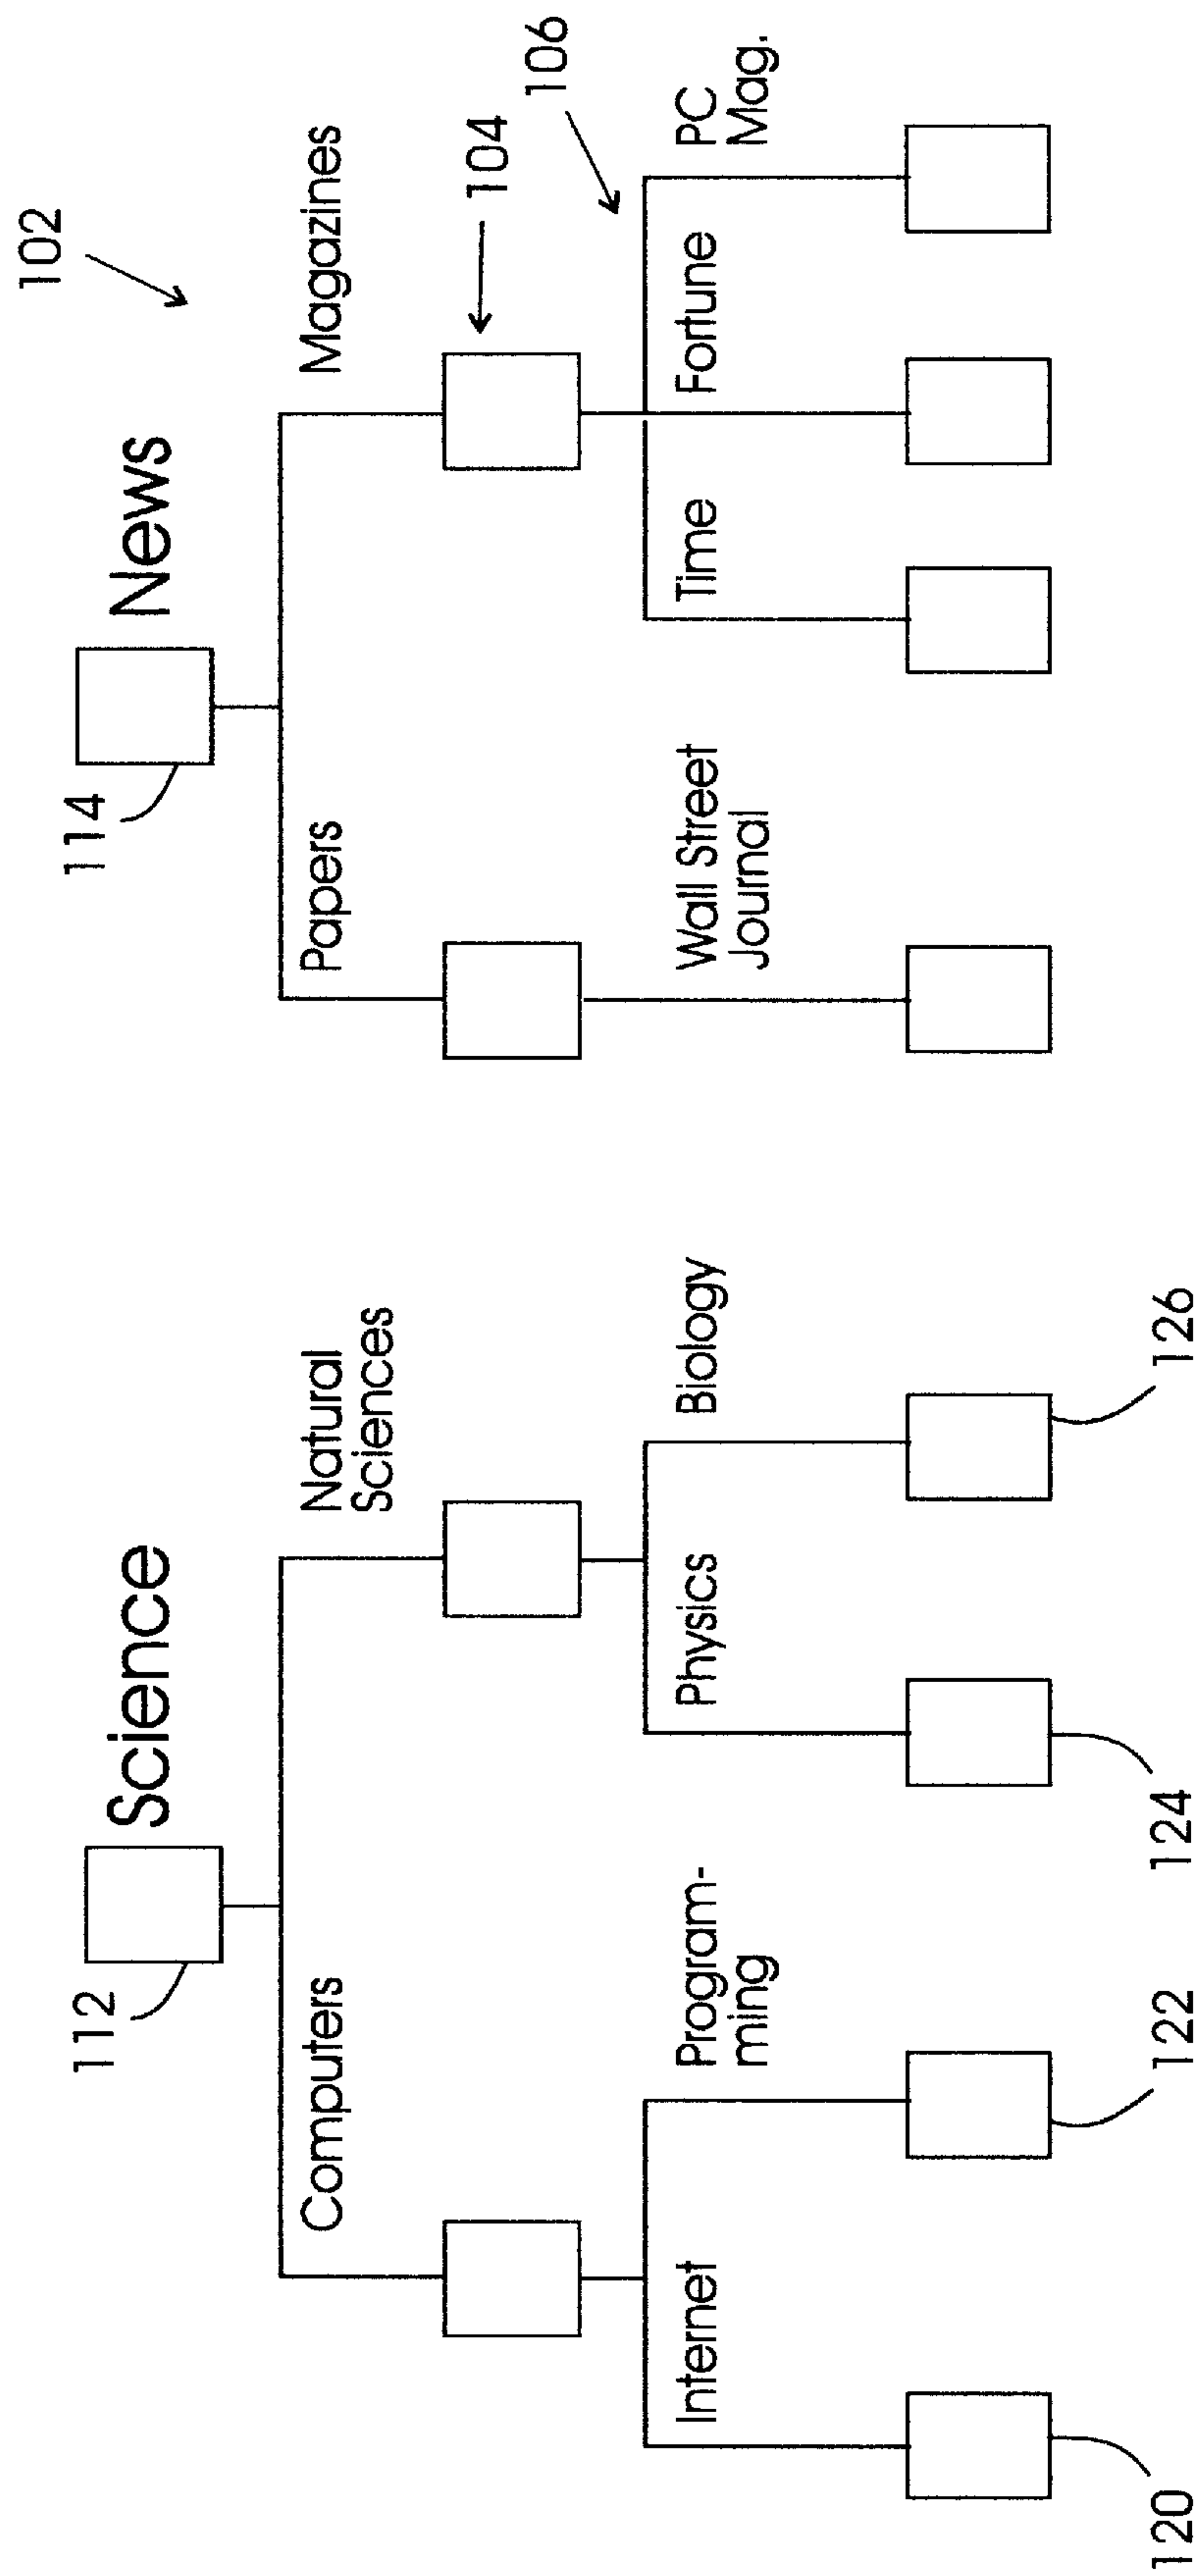 102
112
Science
114
News
Computers
Natural
Sciences
Papers
Magazines
104
106
Internet
Program-
ming
Physics
Biology
Wall Street
Journal
Time
Fortune
PC
Mag.
120
122
124
126